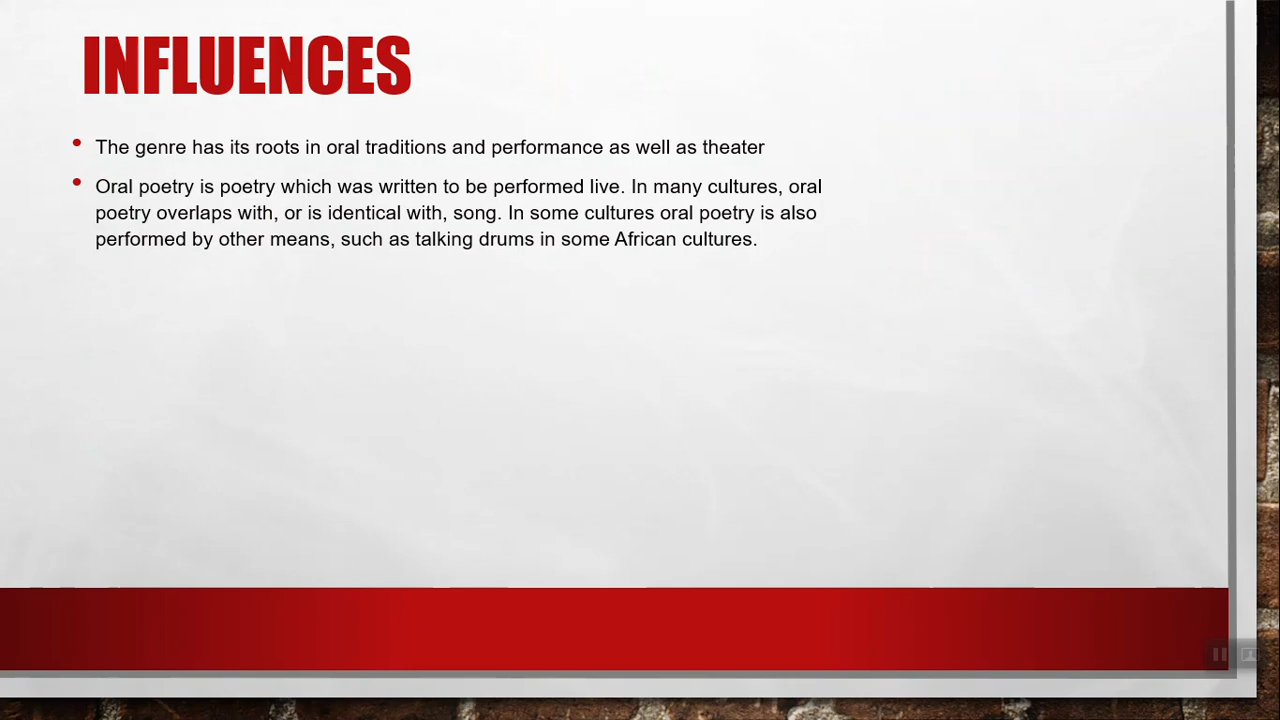 INFLUENCES
• The genre has its roots in oral traditions and performance as well as theater
• Oral poetry is poetry which was written to be performed live. In many cultures, oral
poetry overlaps with, or is identical with, song. In some cultures oral poetry is also
performed by other means, such as talking drums in some African cultures.